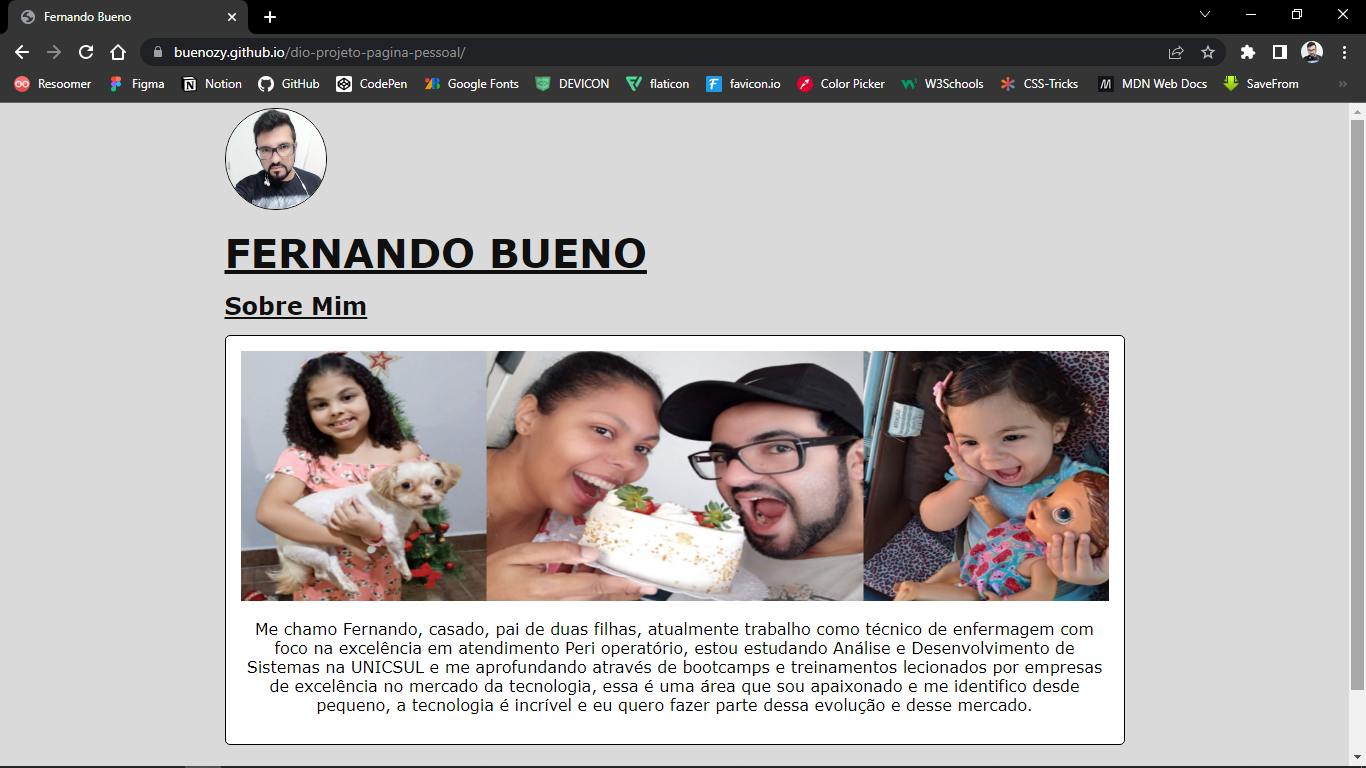 Fernando Bueno
buenozy.github.io/dio-projeto-pagina-pessoal/
Resoomer Figma Notion GitHub CodePen Google Fonts DEVICON flaticon favicon.io Color Picker W3Schools CSS-Tricks MDN Web Docs SaveFrom »
FERNANDO BUENO
Sobre Mim
Me chamo Fernando, casado, pai de duas filhas, atualmente trabalho como técnico de enfermagem com
foco na excelência em atendimento Peri operatório, estou estudando Análise e Desenvolvimento de
Sistemas na UNICSUL e me aprofundando através de bootcamps e treinamentos lecionados por empresas
de excelência no mercado da tecnologia, essa é uma área que sou apaixonado e me identifico desde
pequeno, a tecnologia é incrível e eu quero fazer parte dessa evolução e desse mercado.